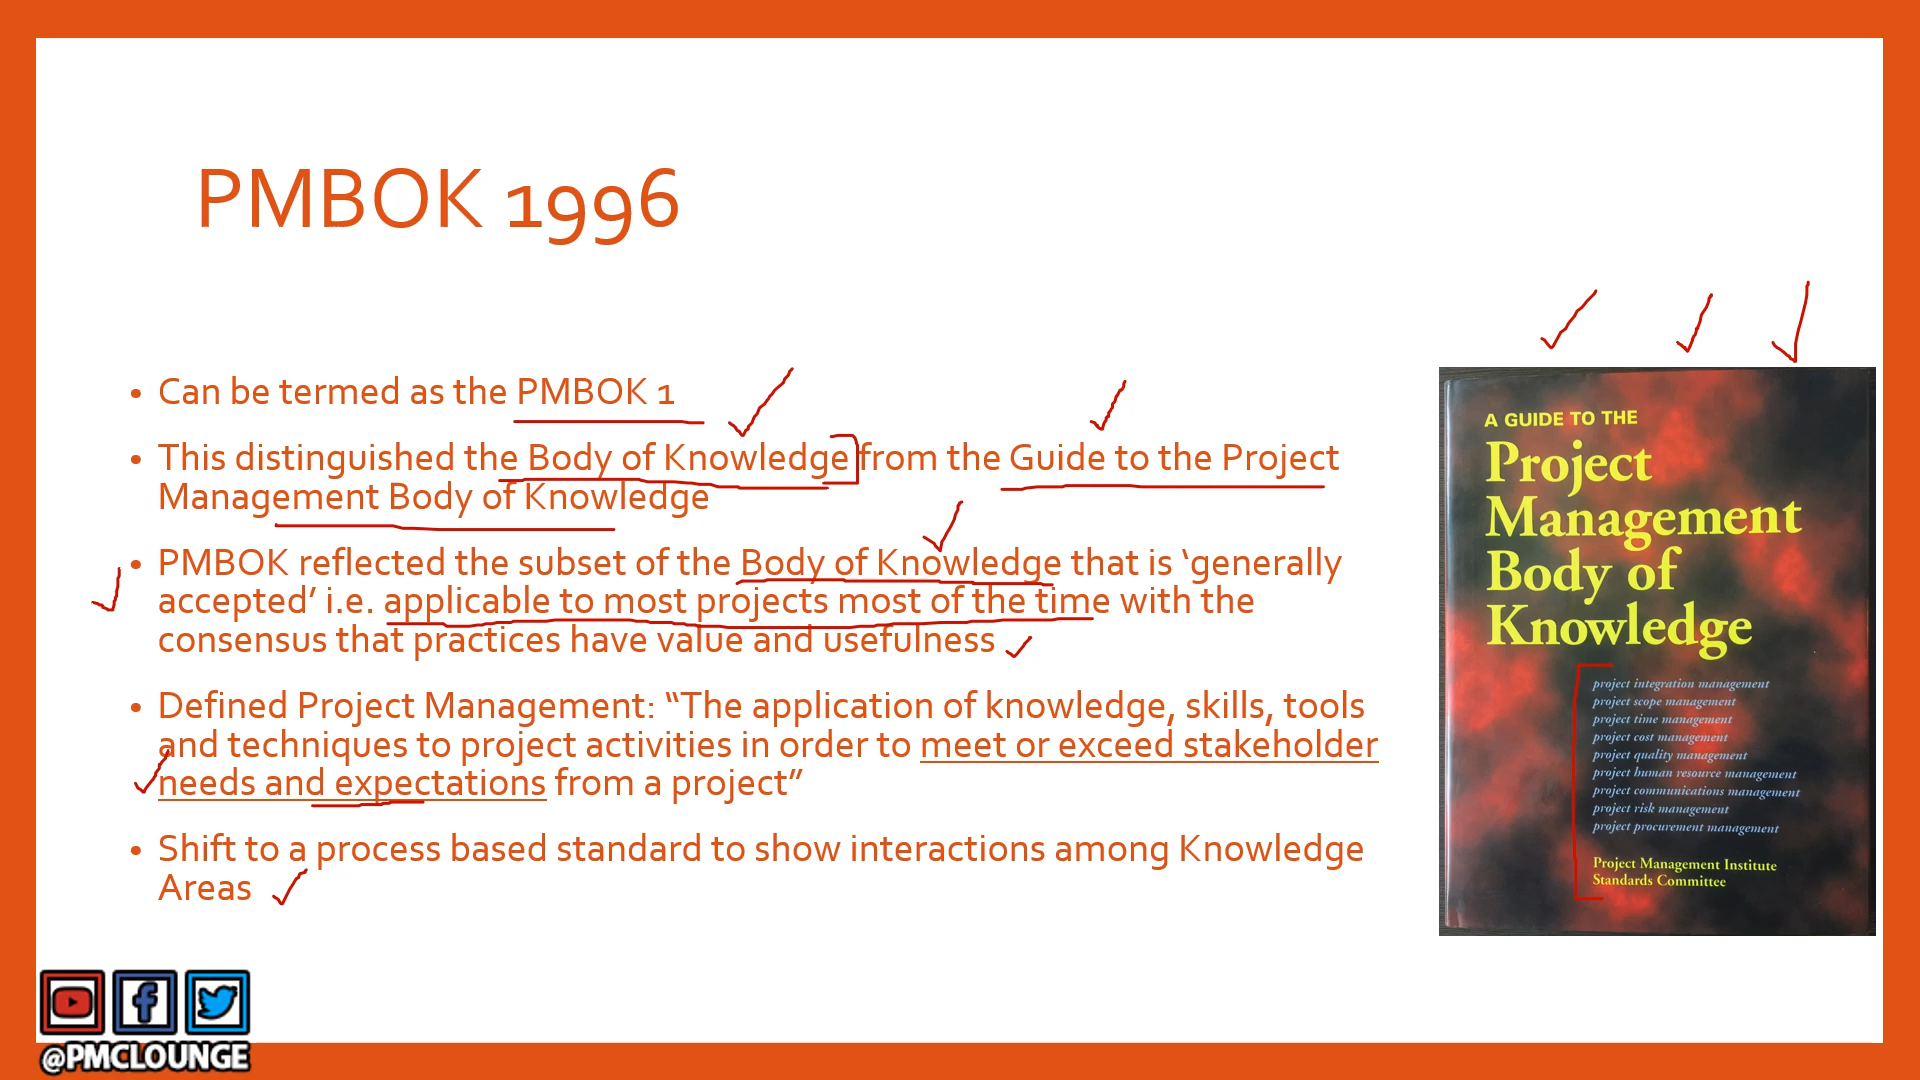 PMBOK 1996
• Can be termed as the PMBOK 1
• This distinguished the Body of Knowledge from the Guide to the Project
Management Body of Knowledge
• PMBOK reflected the subset of the Body of Knowledge that is ‘generally
accepted’ i.e. applicable to most projects most of the time with the
consensus that practices have value and usefulness
• Defined Project Management: “The application of knowledge, skills, tools
and techniques to project activities in order to meet or exceed stakeholder
needs and expectations from a project”
• Shift to a process based standard to show interactions among Knowledge
Areas
A GUIDE TO THE
Project
Management
Body of
Knowledge
project integration management
project scope management
project time management
project cost management
project quality management
project human resource management
project communications management
project risk management
project procurement management
Project Management Institute
Standards Committee
@PMCLOUNGE